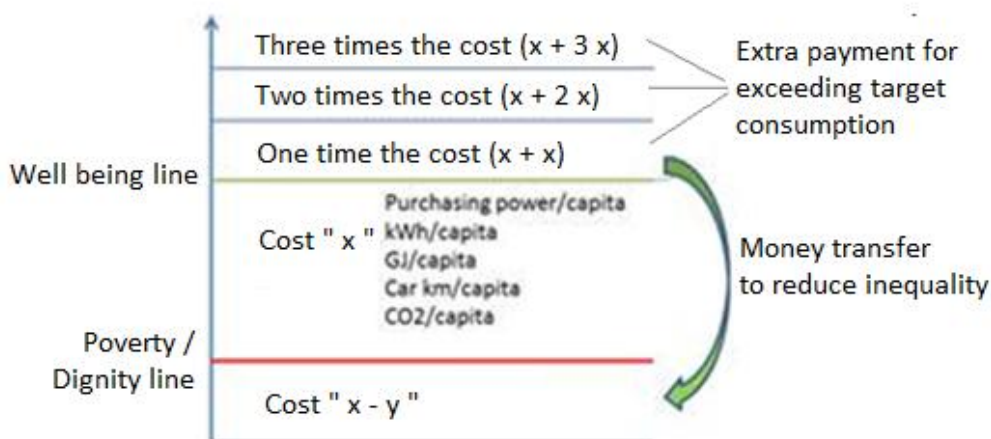 Three times the cost (x + 3 x)
Two times the cost (x + 2 x)
One time the cost (x + x)
Extra payment for
exceeding target
consumption
Well being line
Cost " x "
Purchasing power/capita
kWh/capita
GJ/capita
Car km/capita
CO2/capita
Money transfer
to reduce inequality
Poverty /
Dignity line
Cost " x - y "